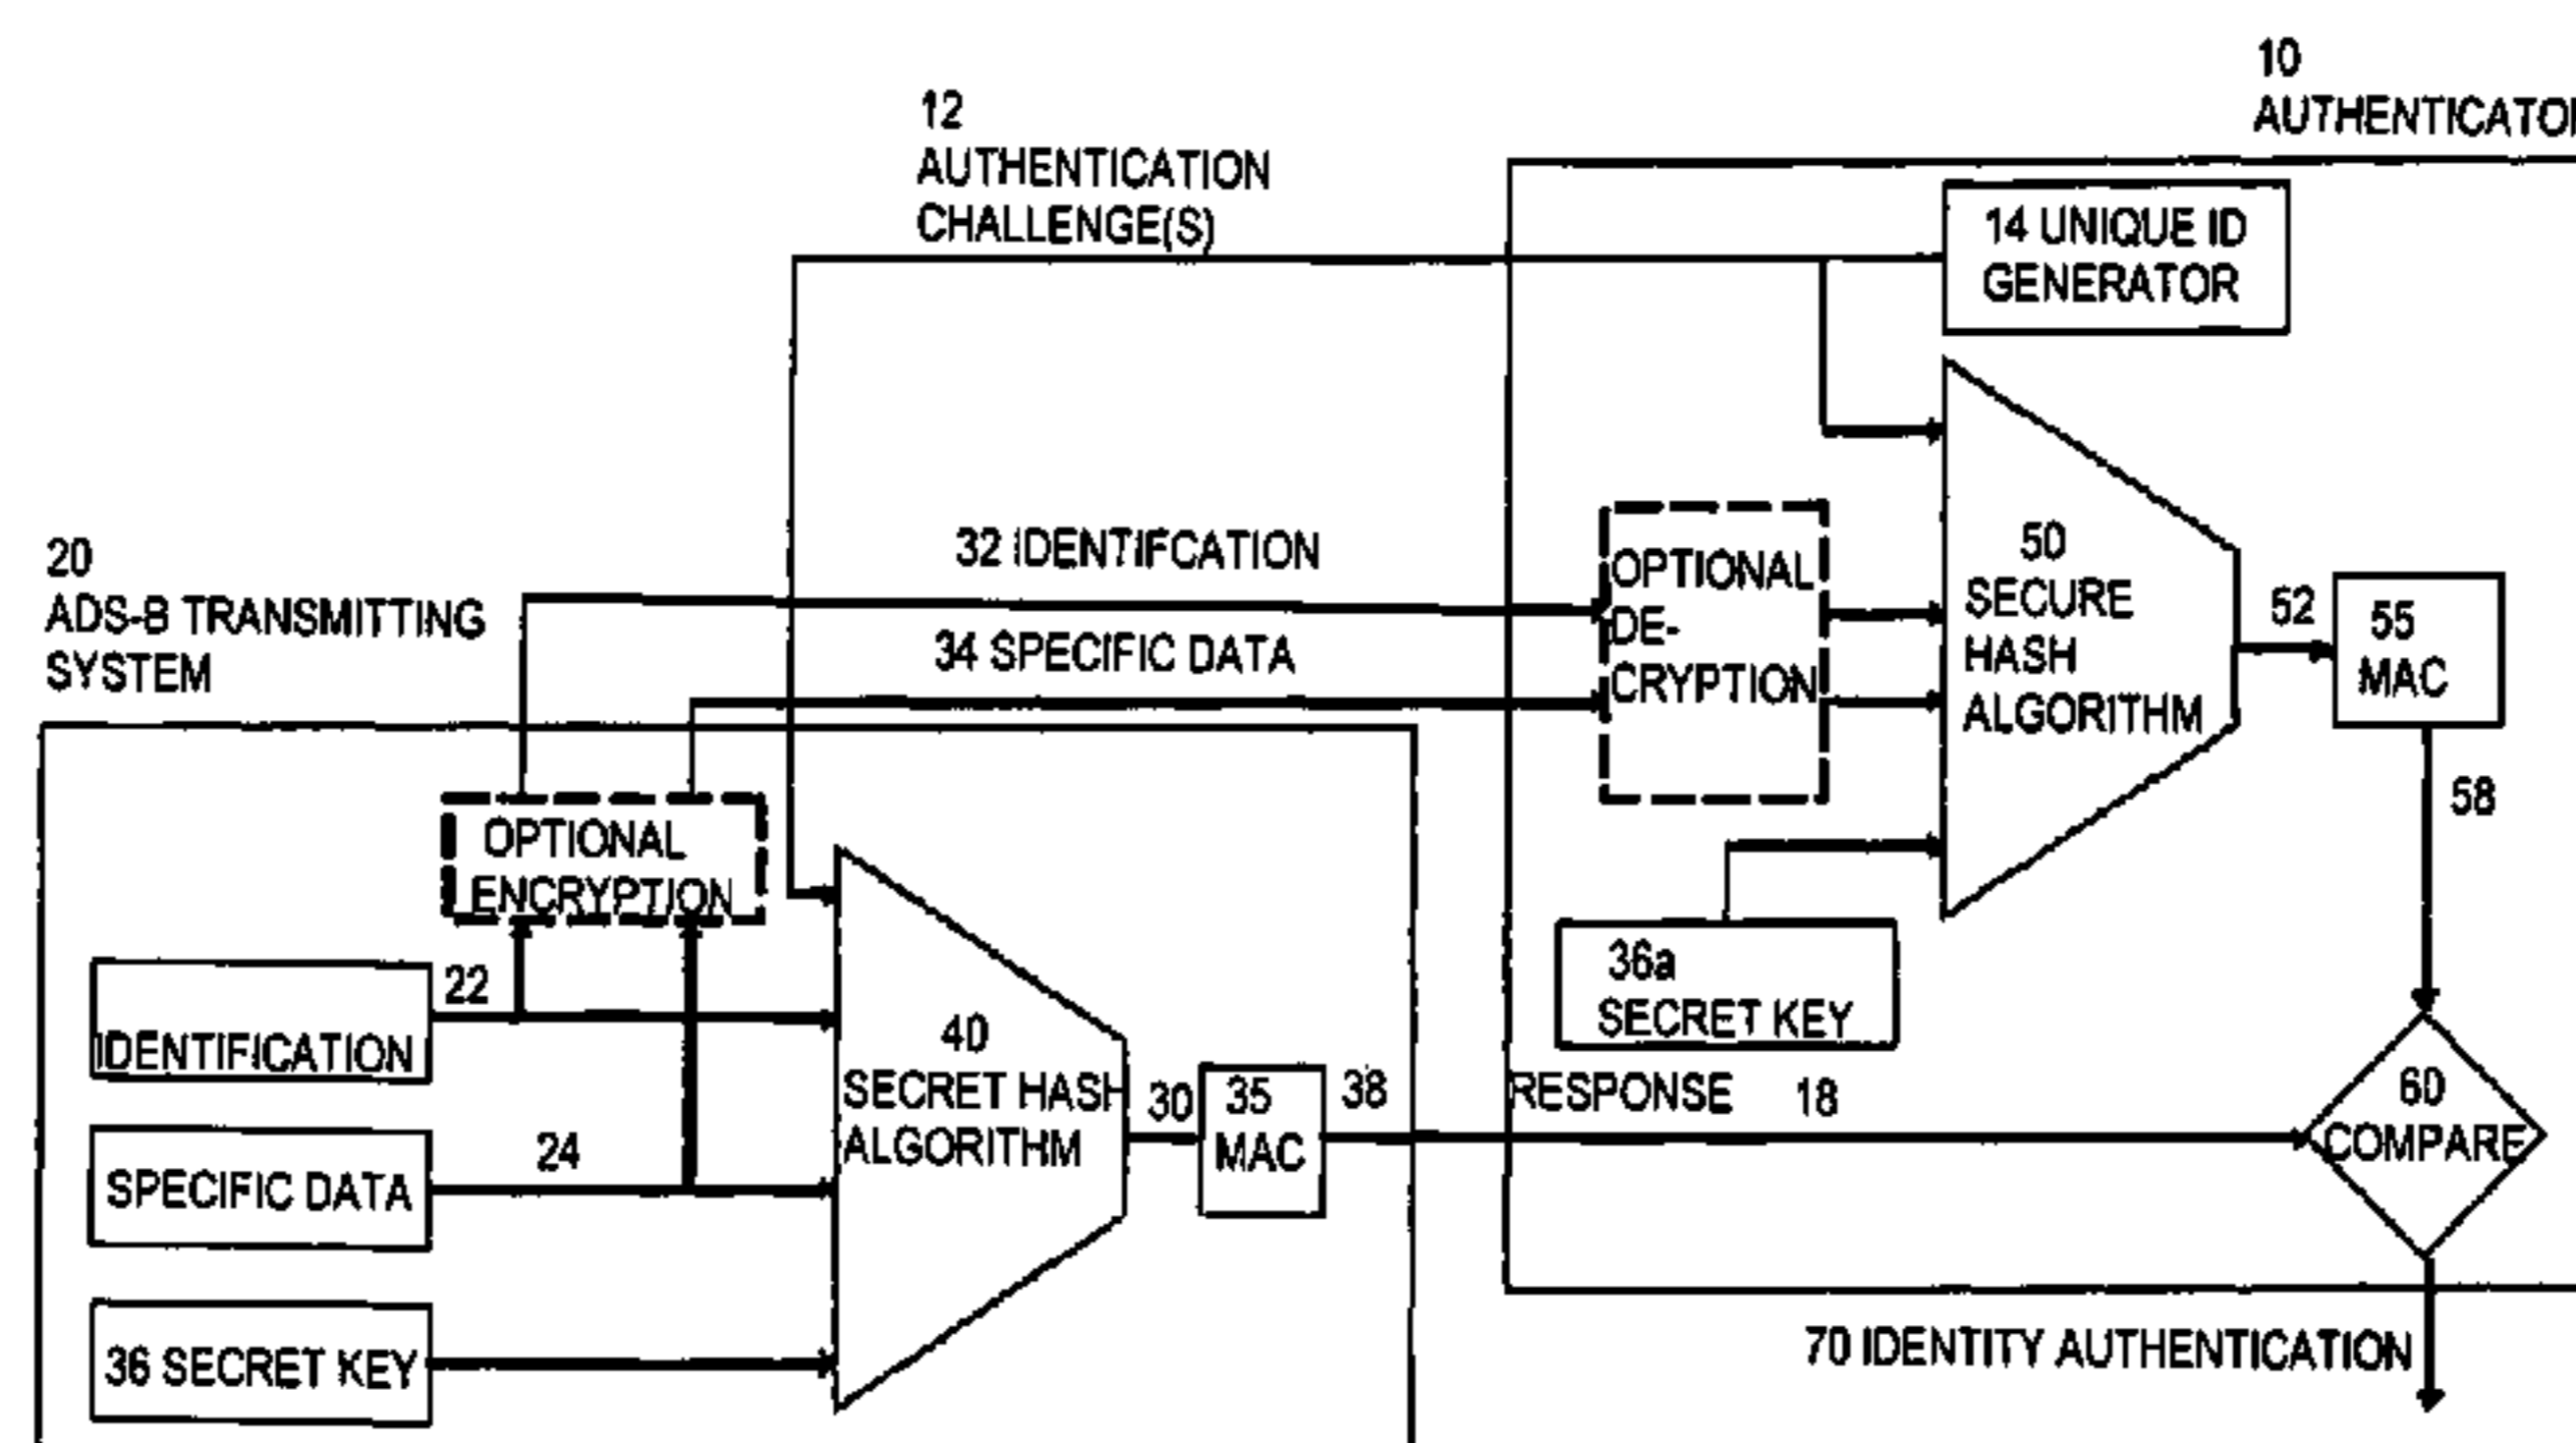 10
AUTHENTICATOR
12
AUTHENTICATION
CHALLENGE(S)
14 UNIQUE ID
GENERATOR
20
ADS-B TRANSMITTING
SYSTEM
32 IDENTIFCATION
34 SPECIFIC DATA
OPTIONAL
DE-
CRYPTION
50
SECURE
HASH
ALGORITHM
52
55
MAC
58
OPTIONAL
ENCRYPTION
36a
SECRET KEY
22
IDENTIFICATION
40
SECRET HASH
ALGORITHM
30
35
MAC
38
RESPONSE
18
60
COMPARE
24
SPECIFIC DATA
36 SECRET KEY
70 IDENTITY AUTHENTICATION